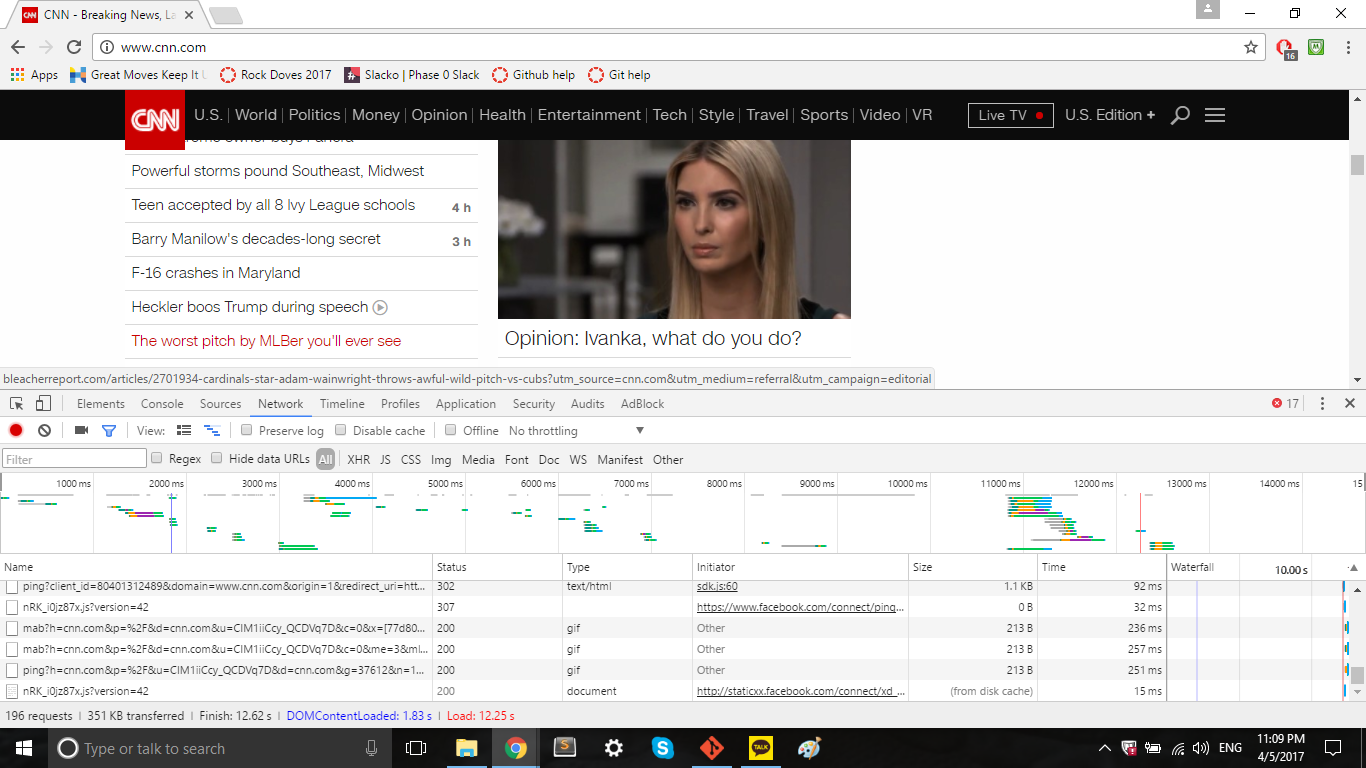 CNN - Breaking News, La
www.cnn.com
16
Apps Great Moves Keep It U Rock Doves 2017 Slacko | Phase 0 Slack Github help Git help
CNN U.S. World Politics Money Opinion Health Entertainment Tech Style Travel Sports Video VR Live TV U.S. Edition +
Powerful storms pound Southeast, Midwest
Teen accepted by all 8 Ivy League schools 4 h
Barry Manilow's decades-long secret 3 h
F-16 crashes in Maryland
Heckler boos Trump during speech
The worst pitch by MLBer you'll ever see
Opinion: Ivanka, what do you do?
bleacherreport.com/articles/2701934-cardinals-star-adam-wainwright-throws-awful-wild-pitch-vs-cubs?utm_source=cnn.com&utm_medium=referral&utm_campaign=editorial
Elements Console Sources Network Timeline Profiles Application Security Audits AdBlock 17
View: Preserve log Disable cache Offline No throttling
Filter Regex Hide data URLs All XHR JS CSS Img Media Font Doc WS Manifest Other
1000 ms 2000 ms 3000 ms 4000 ms 5000 ms 6000 ms 7000 ms 8000 ms 9000 ms 10000 ms 11000 ms 12000 ms 13000 ms 14000 ms 15
Name Status Type Initiator Size Time Waterfall 10.00 s
ping?client_id=80401312489&domain=www.cnn.com&origin=1&redirect_uri=htt... 302 text/html sdk.js:60 1.1 KB 92 ms
nRK_i0jz87x.js?version=42 307 https://www.facebook.com/connect/ping... 0 B 32 ms
mab?h=cnn.com&p=%2F&d=cnn.com&u=CIM1iiCcy_QCDVq7D&c=0&x=[77d80... 200 gif Other 213 B 236 ms
mab?h=cnn.com&p=%2F&d=cnn.com&u=CIM1iiCcy_QCDVq7D&c=0&me=3&ml... 200 gif Other 213 B 257 ms
ping?h=cnn.com&p=%2F&u=CIM1iiCcy_QCDVq7D&d=cnn.com&g=37612&n=1... 200 gif Other 213 B 251 ms
nRK_i0jz87x.js?version=42 200 document http://staticxx.facebook.com/connect/xd_... (from disk cache) 15 ms
196 requests | 351 KB transferred | Finish: 12.62 s | DOMContentLoaded: 1.83 s | Load: 12.25 s
Type or talk to search S TALK ENG 11:09 PM
4/5/2017